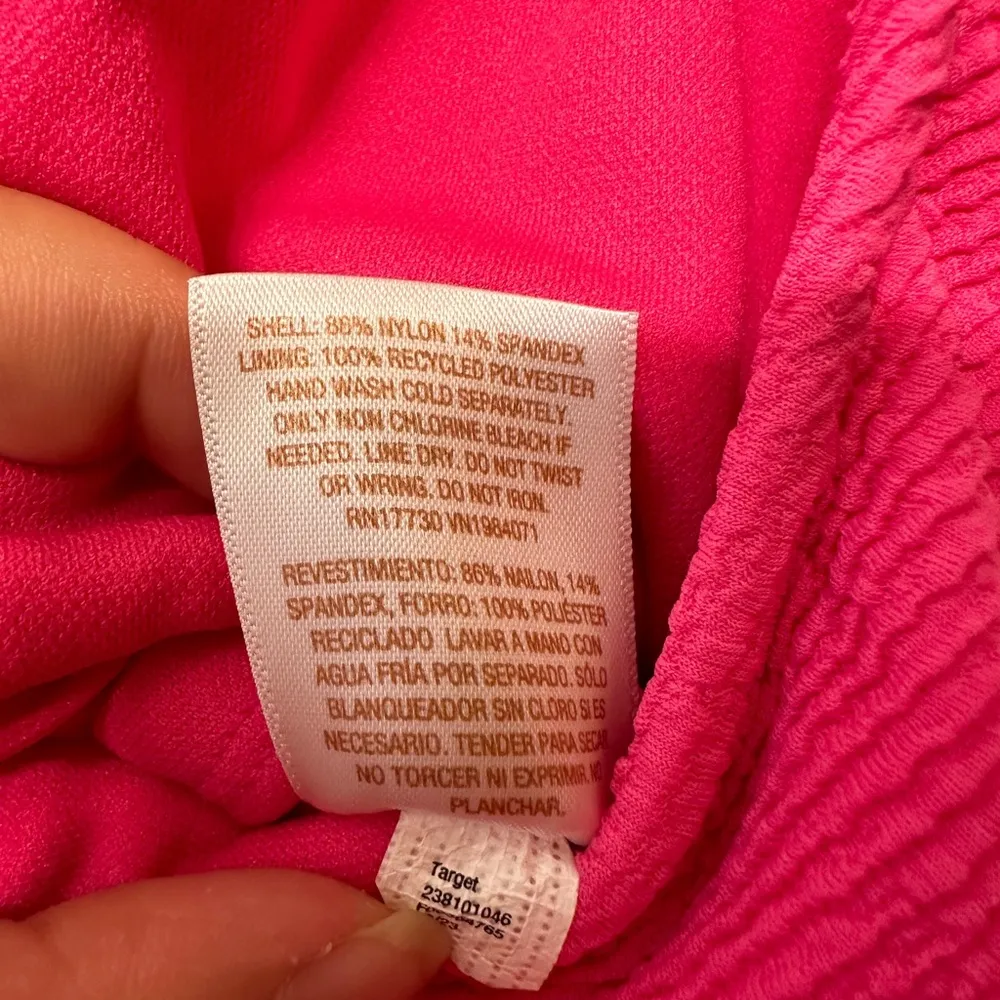 SHELL: 86% NYLON 14% SPANDEX
LINING: 100% RECYCLED POLYESTER
HAND WASH COLD SEPARATELY
ONLY NON CHLORINE BLEACH IF
NEEDED. LINE DRY. DO NOT TWIST
OR WRING. DO NOT IRON.
RN17730 VN1984071
REVESTIMIENTO: 86% NAILON, 14%
SPANDEX, FORRO: 100% POLIÉSTER
RECICLADO LAVAR A MANO CON
AGUA FRÍA POR SEPARADO. SÓLO
BLANQUEADOR SIN CLORO SI ES
NECESARIO. TENDER PARA SECAR
NO TORCER NI EXPRIMIR. NO
PLANCHAR.
Target
238101046